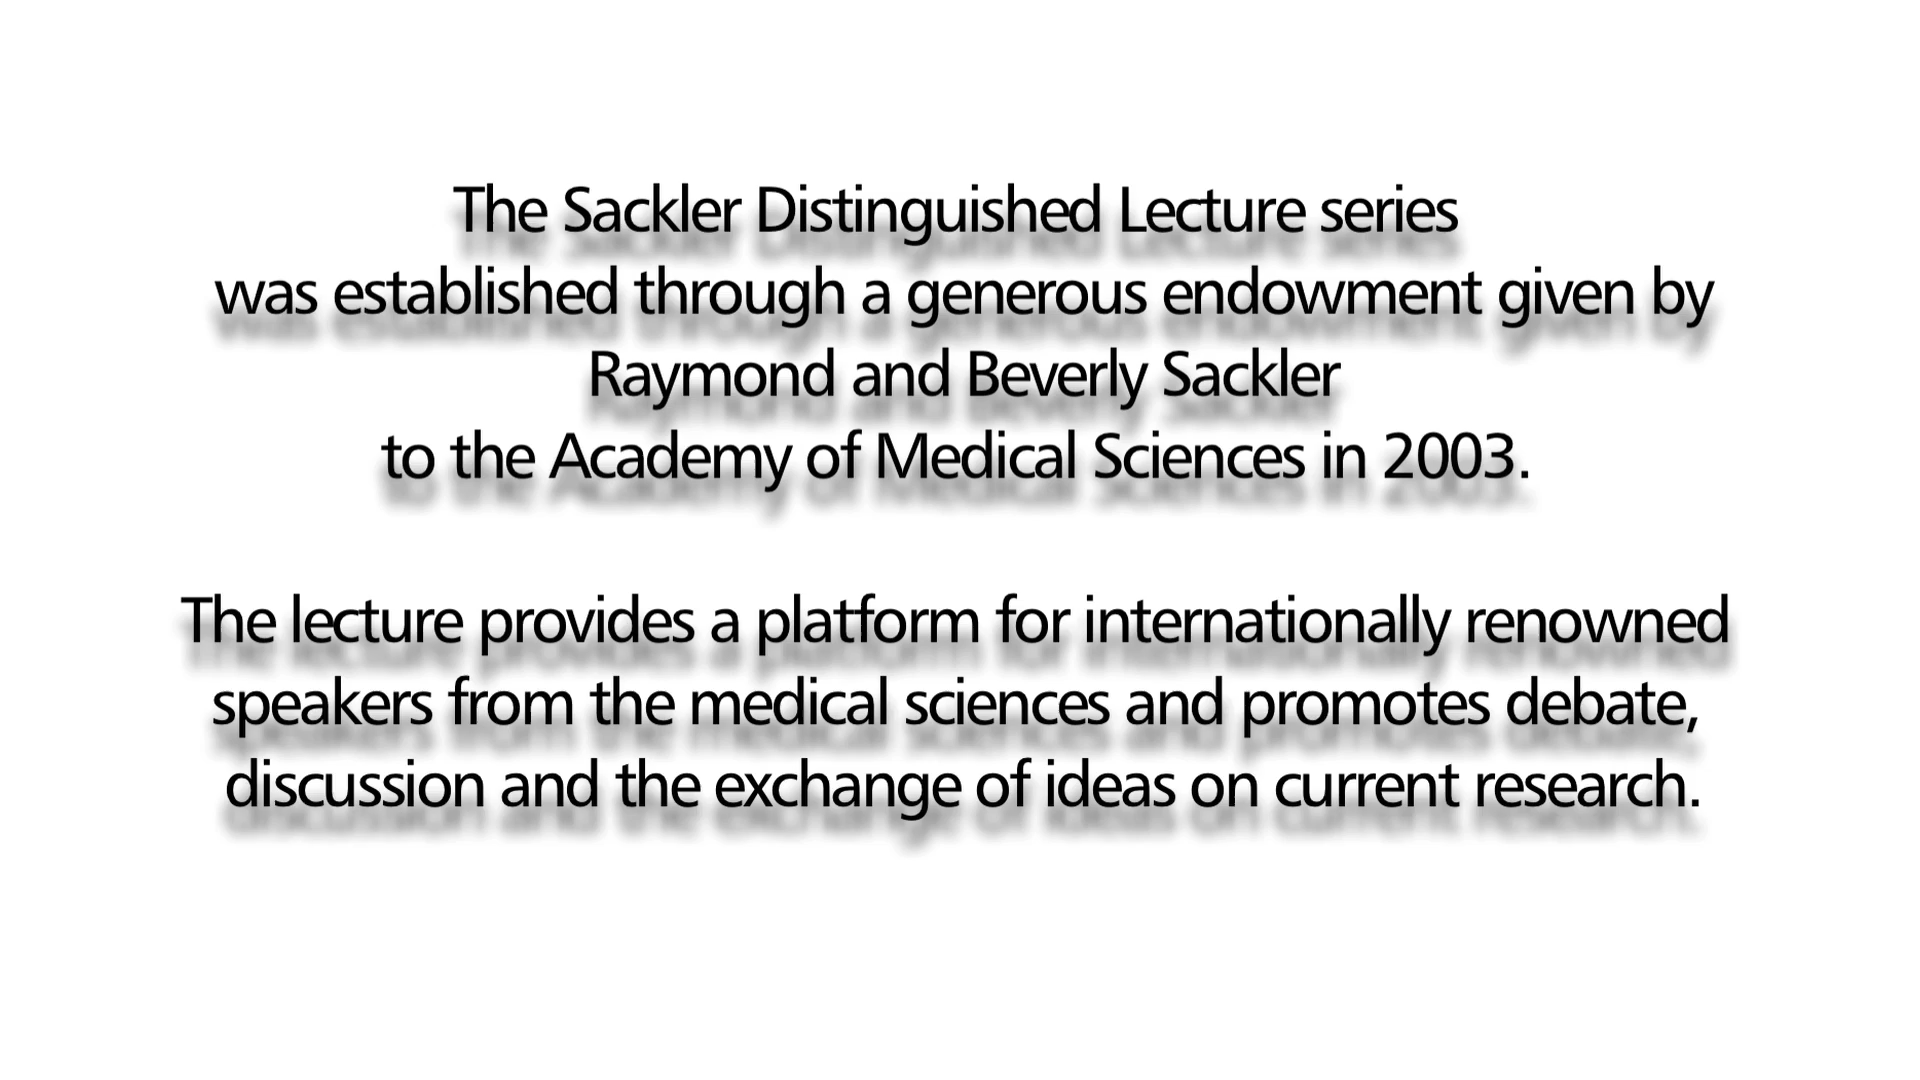 The Sackler Distinguished Lecture series
was established through a generous endowment given by
Raymond and Beverly Sackler
to the Academy of Medical Sciences in 2003.
The lecture provides a platform for internationally renowned
speakers from the medical sciences and promotes debate,
discussion and the exchange of ideas on current research.